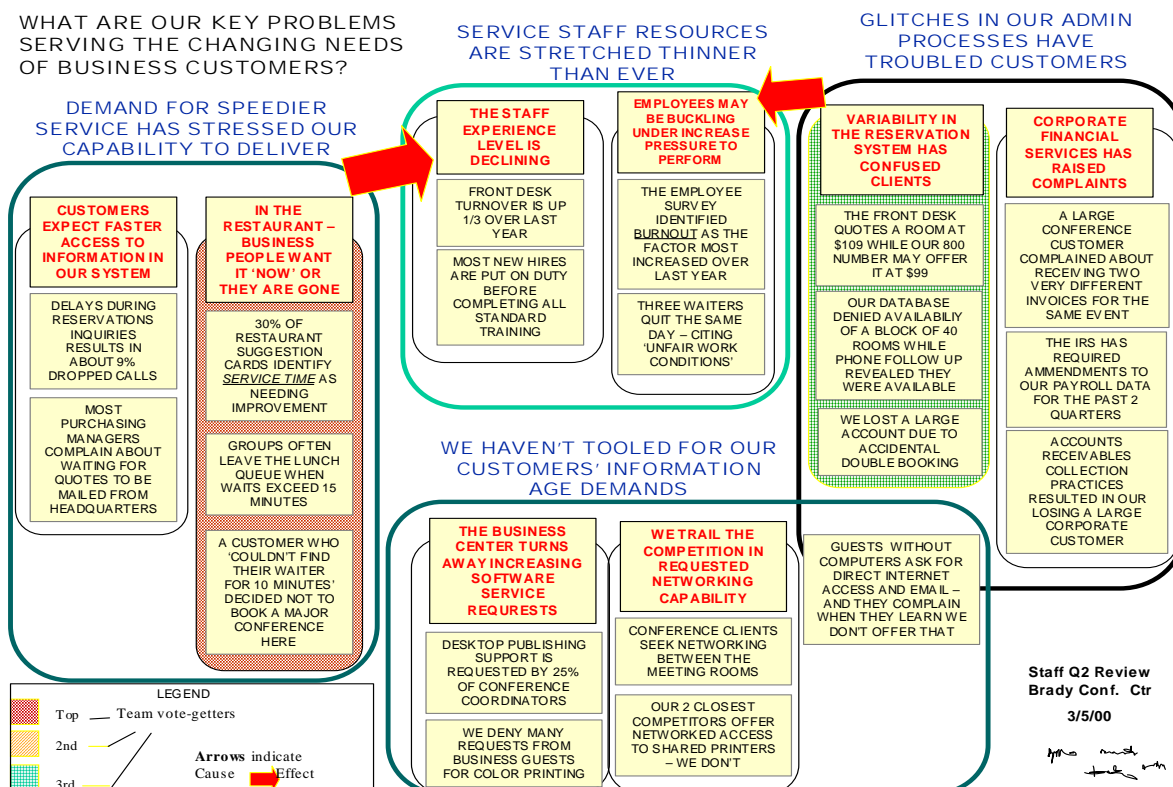 WHAT ARE OUR KEY PROBLEMS
SERVING THE CHANGING NEEDS
OF BUSINESS CUSTOMERS?
DEMAND FOR SPEEDIER
SERVICE HAS STRESSED OUR
CAPABILITY TO DELIVER
CUSTOMERS
EXPECT FASTER
ACCESS TO
INFORMATION IN
OUR SYSTEM
DELAYS DURING
RESERVATIONS
INQUIRIES
RESULTS IN
ABOUT 9%
DROPPED CALLS
MOST
PURCHASING
MANAGERS
COMPLAIN ABOUT
WAITING FOR
QUOTES TO BE
MAILED FROM
HEADQUARTERS
IN THE
RESTAURANT –
BUSINESS
PEOPLE WANT
IT ‘NOW’ OR
THEY ARE GONE
30% OF
RESTAURANT
SUGGESTION
CARDS IDENTIFY
SERVICE TIME AS
NEEDING
IMPROVEMENT
GROUPS OFTEN
LEAVE THE LUNCH
QUEUE WHEN
WAITS EXCEED 15
MINUTES
A CUSTOMER WHO
‘COULDN’T FIND
THEIR WAITER
FOR 10 MINUTES’
DECIDED NOT TO
BOOK A MAJOR
CONFERENCE
HERE
SERVICE STAFF RESOURCES
ARE STRETCHED THINNER
THAN EVER
THE STAFF
EXPERIENCE
LEVEL IS
DECLINING
FRONT DESK
TURNOVER IS UP
1/3 OVER LAST
YEAR
MOST NEW HIRES
ARE PUT ON DUTY
BEFORE
COMPLETING ALL
STANDARD
TRAINING
EMPLOYEES MAY
BE BUCKLING
UNDER INCREASE
PRESSURE TO
PERFORM
THE EMPLOYEE
SURVEY
IDENTIFIED
BURNOUT AS THE
FACTOR MOST
INCREASED OVER
LAST YEAR
THREE WAITERS
QUIT THE SAME
DAY – CITING
‘UNFAIR WORK
CONDITIONS’
GLITCHES IN OUR ADMIN
PROCESSES HAVE
TROUBLED CUSTOMERS
VARIABILITY IN
THE RESERVATION
SYSTEM HAS
CONFUSED
CLIENTS
THE FRONT DESK
QUOTES A ROOM AT
$109 WHILE OUR 800
NUMBER MAY OFFER
IT AT $99
OUR DATABASE
DENIED AVAILABILIY
OF A BLOCK OF 40
ROOMS WHILE
PHONE FOLLOW UP
REVEALED THEY
WERE AVAILABLE
WE LOST A LARGE
ACCOUNT DUE TO
ACCIDENTAL
DOUBLE BOOKING
CORPORATE
FINANCIAL
SERVICES HAS
RAISED
COMPLAINTS
A LARGE
CONFERENCE
CUSTOMER
COMPLAINED ABOUT
RECEIVING TWO
VERY DIFFERENT
INVOICES FOR THE
SAME EVENT
THE IRS HAS
REQUIRED
AMMENDMENTS TO
OUR PAYROLL DATA
FOR THE PAST 2
QUARTERS
ACCOUNTS
RECEIVABLES
COLLECTION
PRACTICES
RESULTED IN OUR
LOSING A LARGE
CORPORATE
CUSTOMER
WE HAVEN’T TOOLED FOR OUR
CUSTOMERS’ INFORMATION
AGE DEMANDS
THE BUSINESS
CENTER TURNS
AWAY INCREASING
SOFTWARE
SERVICE
REQURESTS
DESKTOP PUBLISHING
SUPPORT IS
REQUESTED BY 25%
OF CONFERENCE
COORDINATORS
WE DENY MANY
REQUESTS FROM
BUSINESS GUESTS
FOR COLOR PRINTING
WE TRAIL THE
COMPETITION IN
REQUESTED
NETWORKING
CAPABILITY
CONFERENCE CLIENTS
SEEK NETWORKING
BETWEEN THE
MEETING ROOMS
OUR 2 CLOSEST
COMPETITORS OFFER
NETWORKED ACCESS
TO SHARED PRINTERS
– WE DON’T
GUESTS WITHOUT
COMPUTERS ASK FOR
DIRECT INTERNET
ACCESS AND EMAIL –
AND THEY COMPLAIN
WHEN THEY LEARN WE
DON’T OFFER THAT
LEGEND
Top Team vote-getters
2nd
3rd
Arrows indicate
Cause Effect
Staff Q2 Review
Brady Conf. Ctr
3/5/00